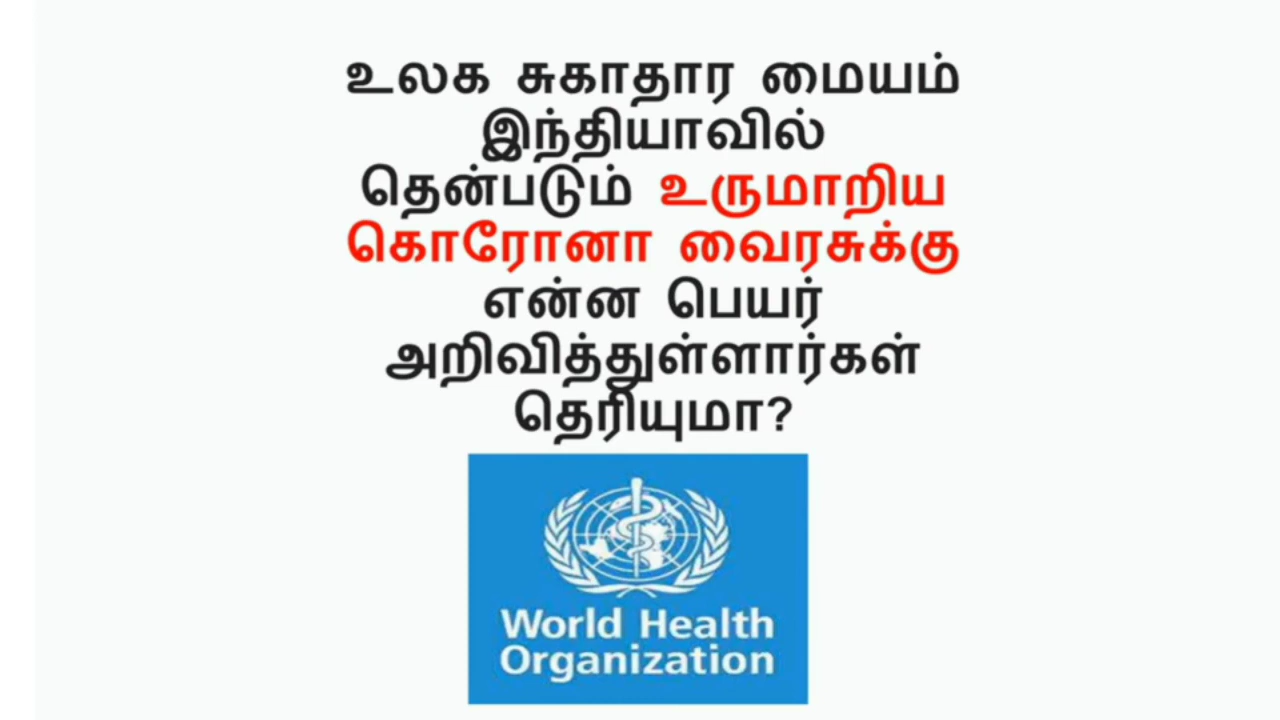 உலக சுகாதார மையம்
இந்தியாவில்
தென்படும் உருமாறிய
கொரோனா வைரசுக்கு
என்ன பெயர்
அறிவித்துள்ளார்கள்
தெரியுமா?
World Health
Organization